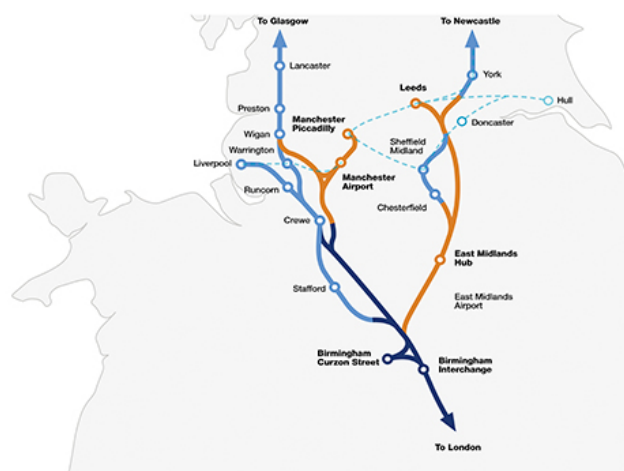 To Glasgow
To Newcastle
Lancaster
York
Leeds
Hull
Preston
Manchester
Piccadilly
Doncaster
Wigan
Warrington
Sheffield
Midland
Liverpool
Manchester
Airport
Runcorn
Chesterfield
Crewe
East Midlands
Hub
Stafford
East Midlands
Airport
Birmingham
Curzon Street
Birmingham
Interchange
To London